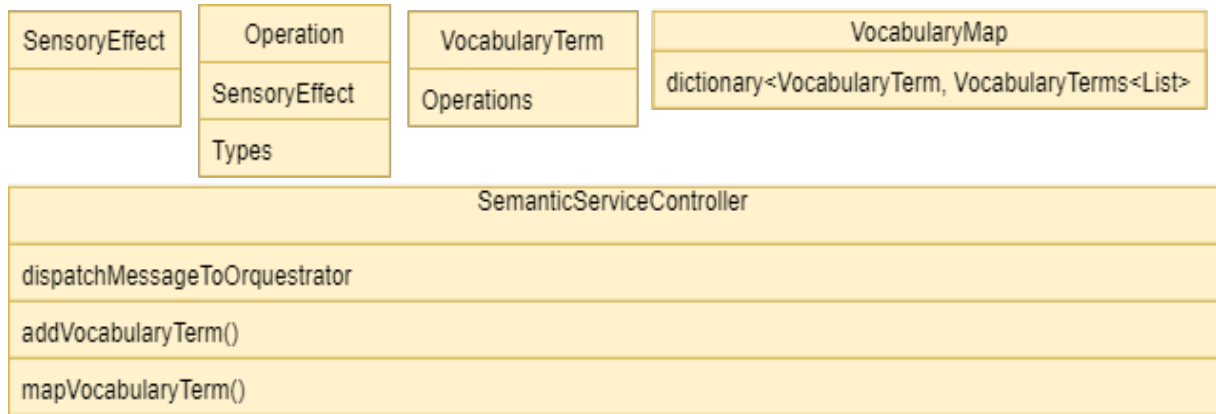 SensoryEffect
Operation
SensoryEffect
Types
VocabularyTerm
Operations
VocabularyMap
dictionary<VocabularyTerm, VocabularyTerms<List>
SemanticServiceController
dispatchMessageToOrquestrator
addVocabularyTerm()
mapVocabularyTerm()